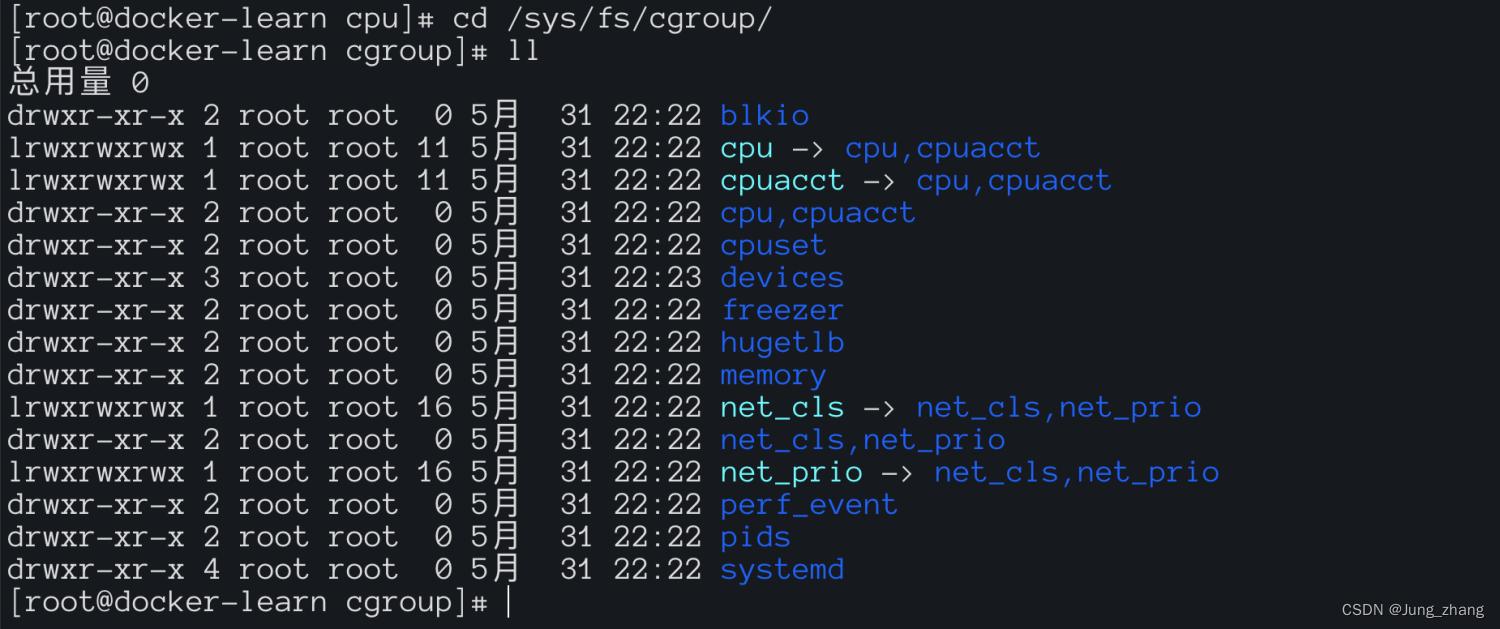 [root@docker-learn cpu]# cd /sys/fs/cgroup/
[root@docker-learn cgroup]# ll
总用量 0
drwxr-xr-x 2 root root  0 5月  31 22:22 blkio
lrwxrwxrwx 1 root root 11 5月  31 22:22 cpu -> cpu,cpuacct
lrwxrwxrwx 1 root root 11 5月  31 22:22 cpuacct -> cpu,cpuacct
drwxr-xr-x 2 root root  0 5月  31 22:22 cpu,cpuacct
drwxr-xr-x 2 root root  0 5月  31 22:22 cpuset
drwxr-xr-x 3 root root  0 5月  31 22:23 devices
drwxr-xr-x 2 root root  0 5月  31 22:22 freezer
drwxr-xr-x 2 root root  0 5月  31 22:22 hugetlb
drwxr-xr-x 2 root root  0 5月  31 22:22 memory
lrwxrwxrwx 1 root root 16 5月  31 22:22 net_cls -> net_cls,net_prio
drwxr-xr-x 2 root root  0 5月  31 22:22 net_cls,net_prio
lrwxrwxrwx 1 root root 16 5月  31 22:22 net_prio -> net_cls,net_prio
drwxr-xr-x 2 root root  0 5月  31 22:22 perf_event
drwxr-xr-x 2 root root  0 5月  31 22:22 pids
drwxr-xr-x 4 root root  0 5月  31 22:22 systemd
[root@docker-learn cgroup]#
CSDN @Jung_zhang